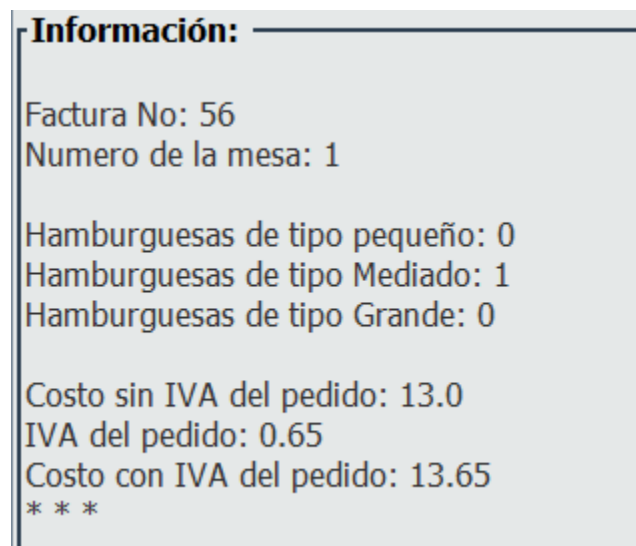 Información:
Factura No: 56
Numero de la mesa: 1
Hamburguesas de tipo pequeño: 0
Hamburguesas de tipo Mediado: 1
Hamburguesas de tipo Grande: 0
Costo sin IVA del pedido: 13.0
IVA del pedido: 0.65
Costo con IVA del pedido: 13.65
* * *